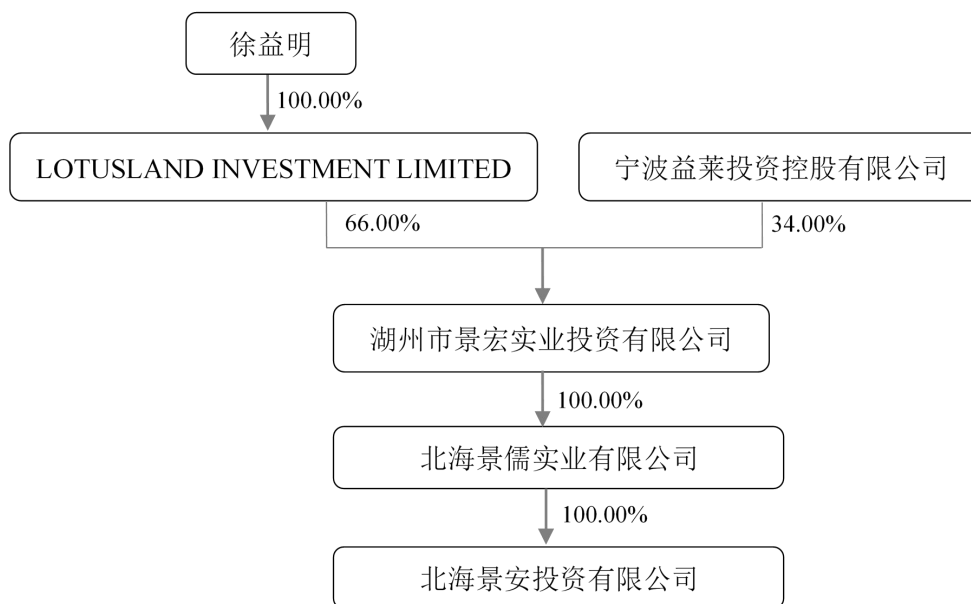 徐益明
100.00%
LOTUSLAND INVESTMENT LIMITED
宁波益莱投资控股有限公司
66.00%
34.00%
湖州市景宏实业投资有限公司
100.00%
北海景儒实业有限公司
100.00%
北海景安投资有限公司